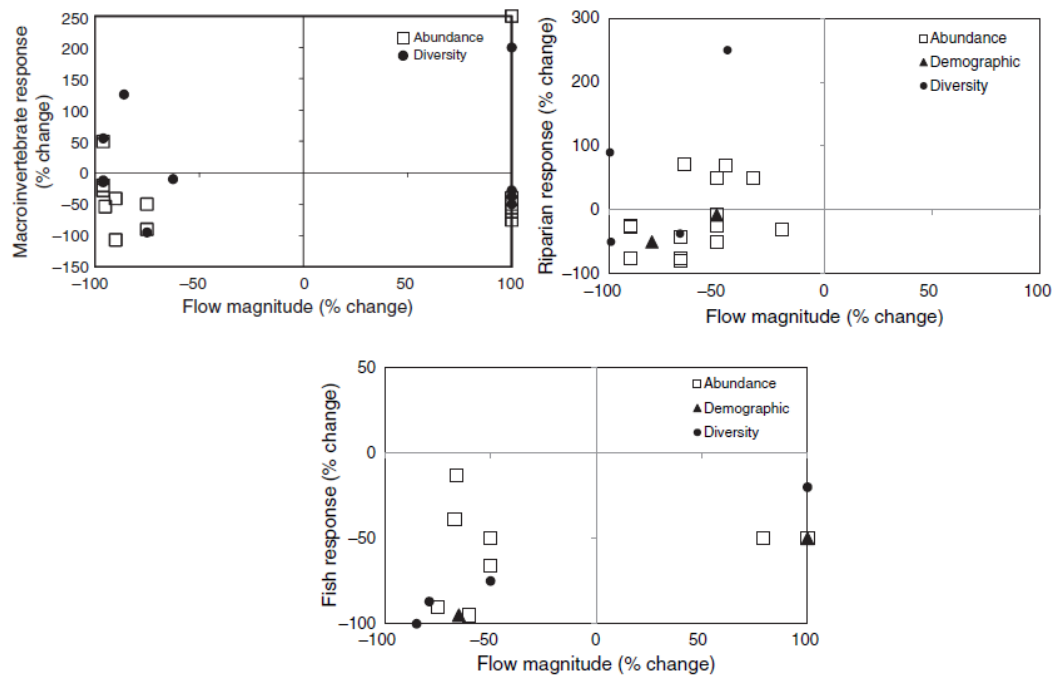 Macroinvertebrate response
(% change)
250
200
150
100
50
0
−50
−100
−150
−100
−50
0
50
100
Flow magnitude (% change)
Abundance
Diversity
Riparian response (% change)
300
200
100
0
−100
−100
−50
0
50
100
Flow magnitude (% change)
Abundance
Demographic
Diversity
Fish response (% change)
50
0
−50
−100
−100
−50
0
50
100
Flow magnitude (% change)
Abundance
Demographic
Diversity